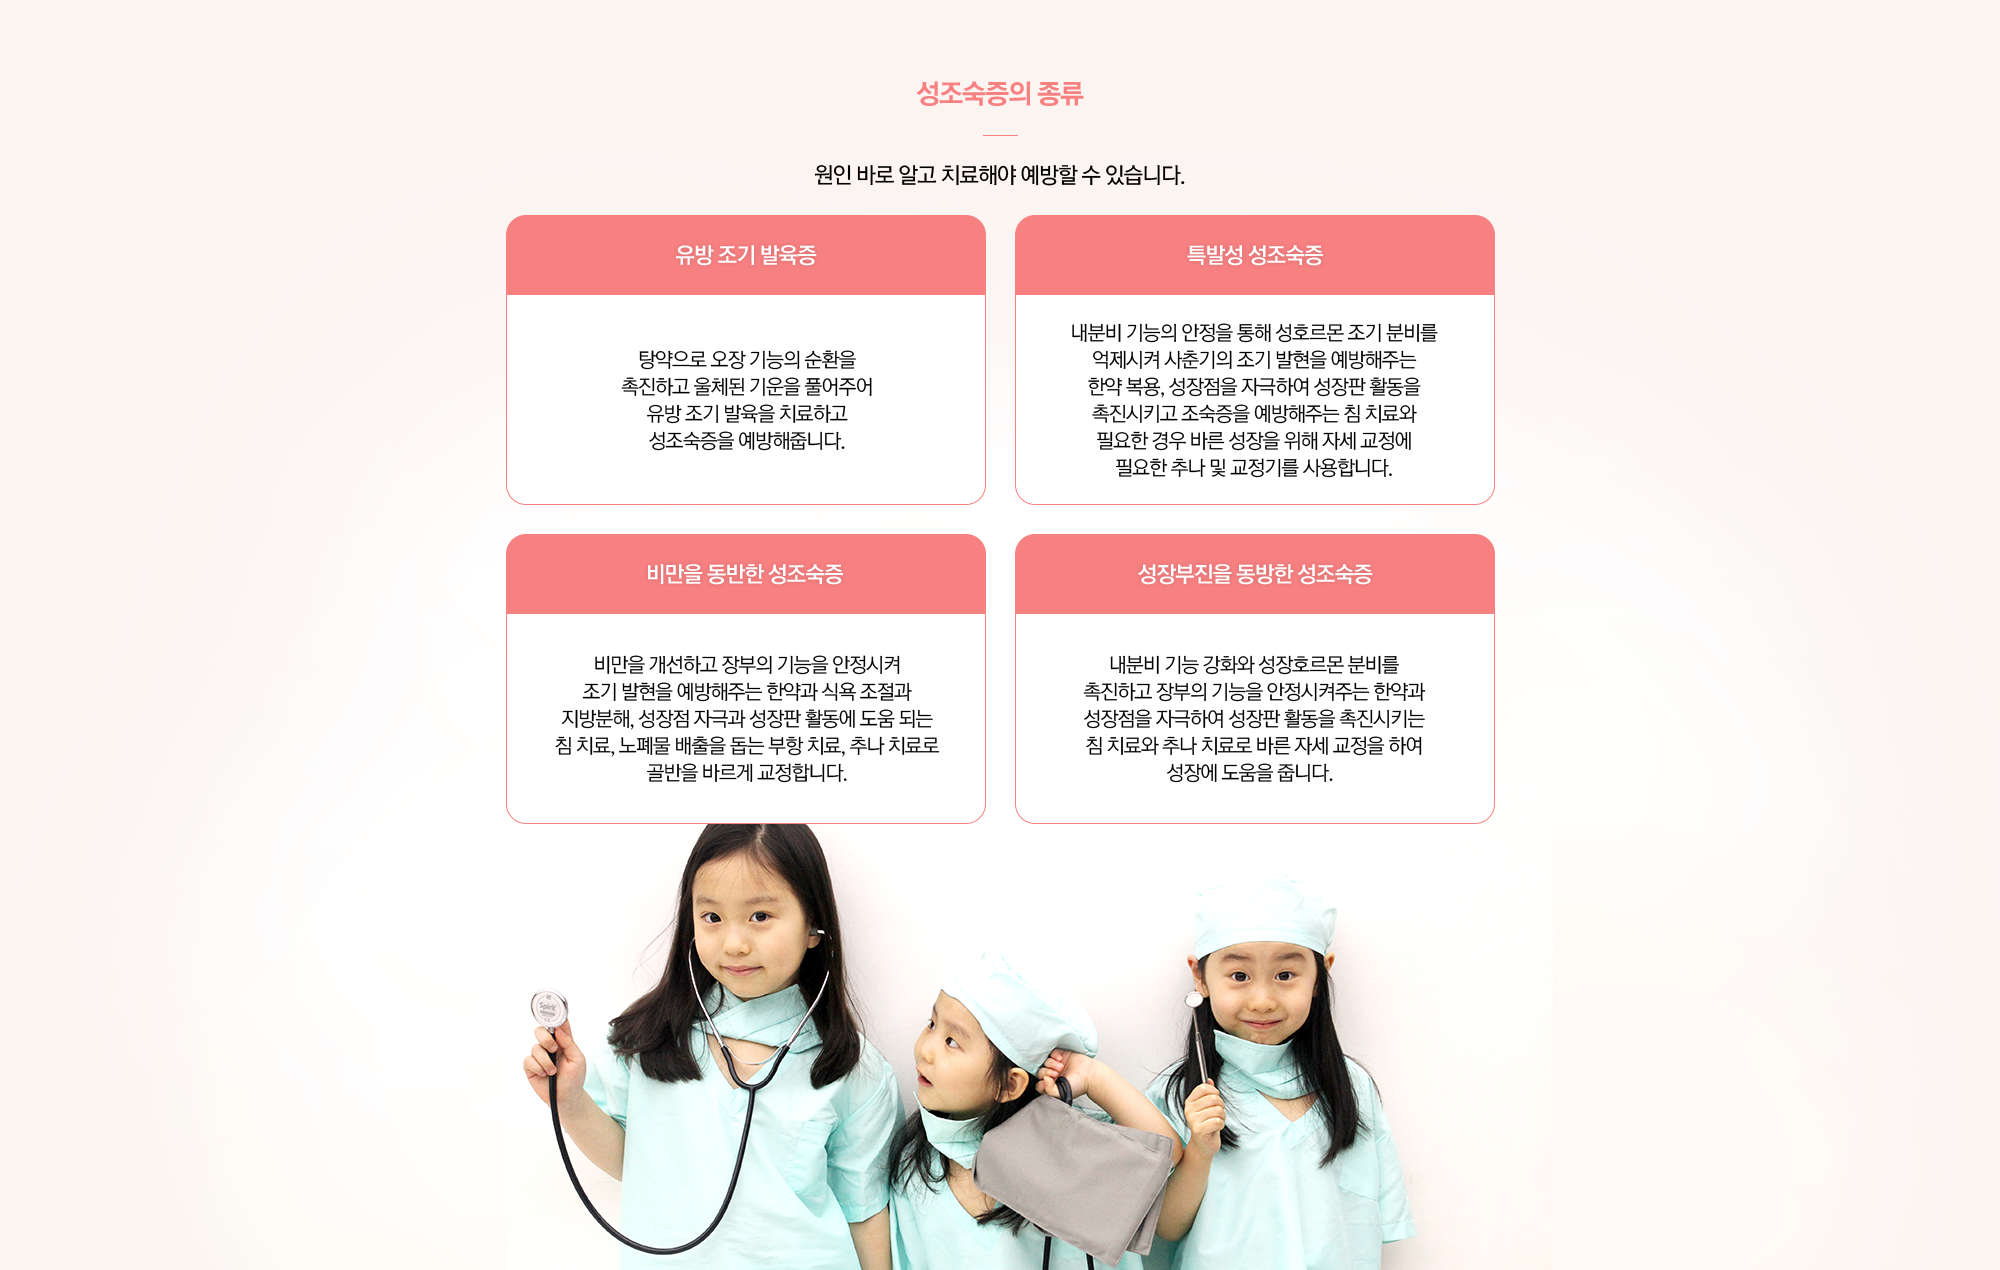 성조숙증의 종류
원인 바로 알고 치료해야 예방할 수 있습니다.
유방 조기 발육증
탕약으로 오장 기능의 순환을
촉진하고 울체된 기운을 풀어주어
유방 조기 발육을 치료하고
성조숙증을 예방해줍니다.
특발성 성조숙증
내분비 기능의 안정을 통해 성호르몬 조기 분비를
억제시켜 사춘기의 조기 발현을 예방해주는
한약 복용, 성장점을 자극하여 성장판 활동을
촉진시키고 조숙증을 예방해주는 침 치료와
필요한 경우 바른 성장을 위해 자세 교정에
필요한 추나 및 교정기를 사용합니다.
비만을 동반한 성조숙증
비만을 개선하고 장부의 기능을 안정시켜
조기 발현을 예방해주는 한약과 식욕 조절과
지방분해, 성장점 자극과 성장판 활동에 도움 되는
침 치료, 노폐물 배출을 돕는 부항 치료, 추나 치료로
골반을 바르게 교정합니다.
성장부진을 동방한 성조숙증
내분비 기능 강화와 성장호르몬 분비를
촉진하고 장부의 기능을 안정시켜주는 한약과
성장점을 자극하여 성장판 활동을 촉진시키는
침 치료와 추나 치료로 바른 자세 교정을 하여
성장에 도움을 줍니다.
Spirit